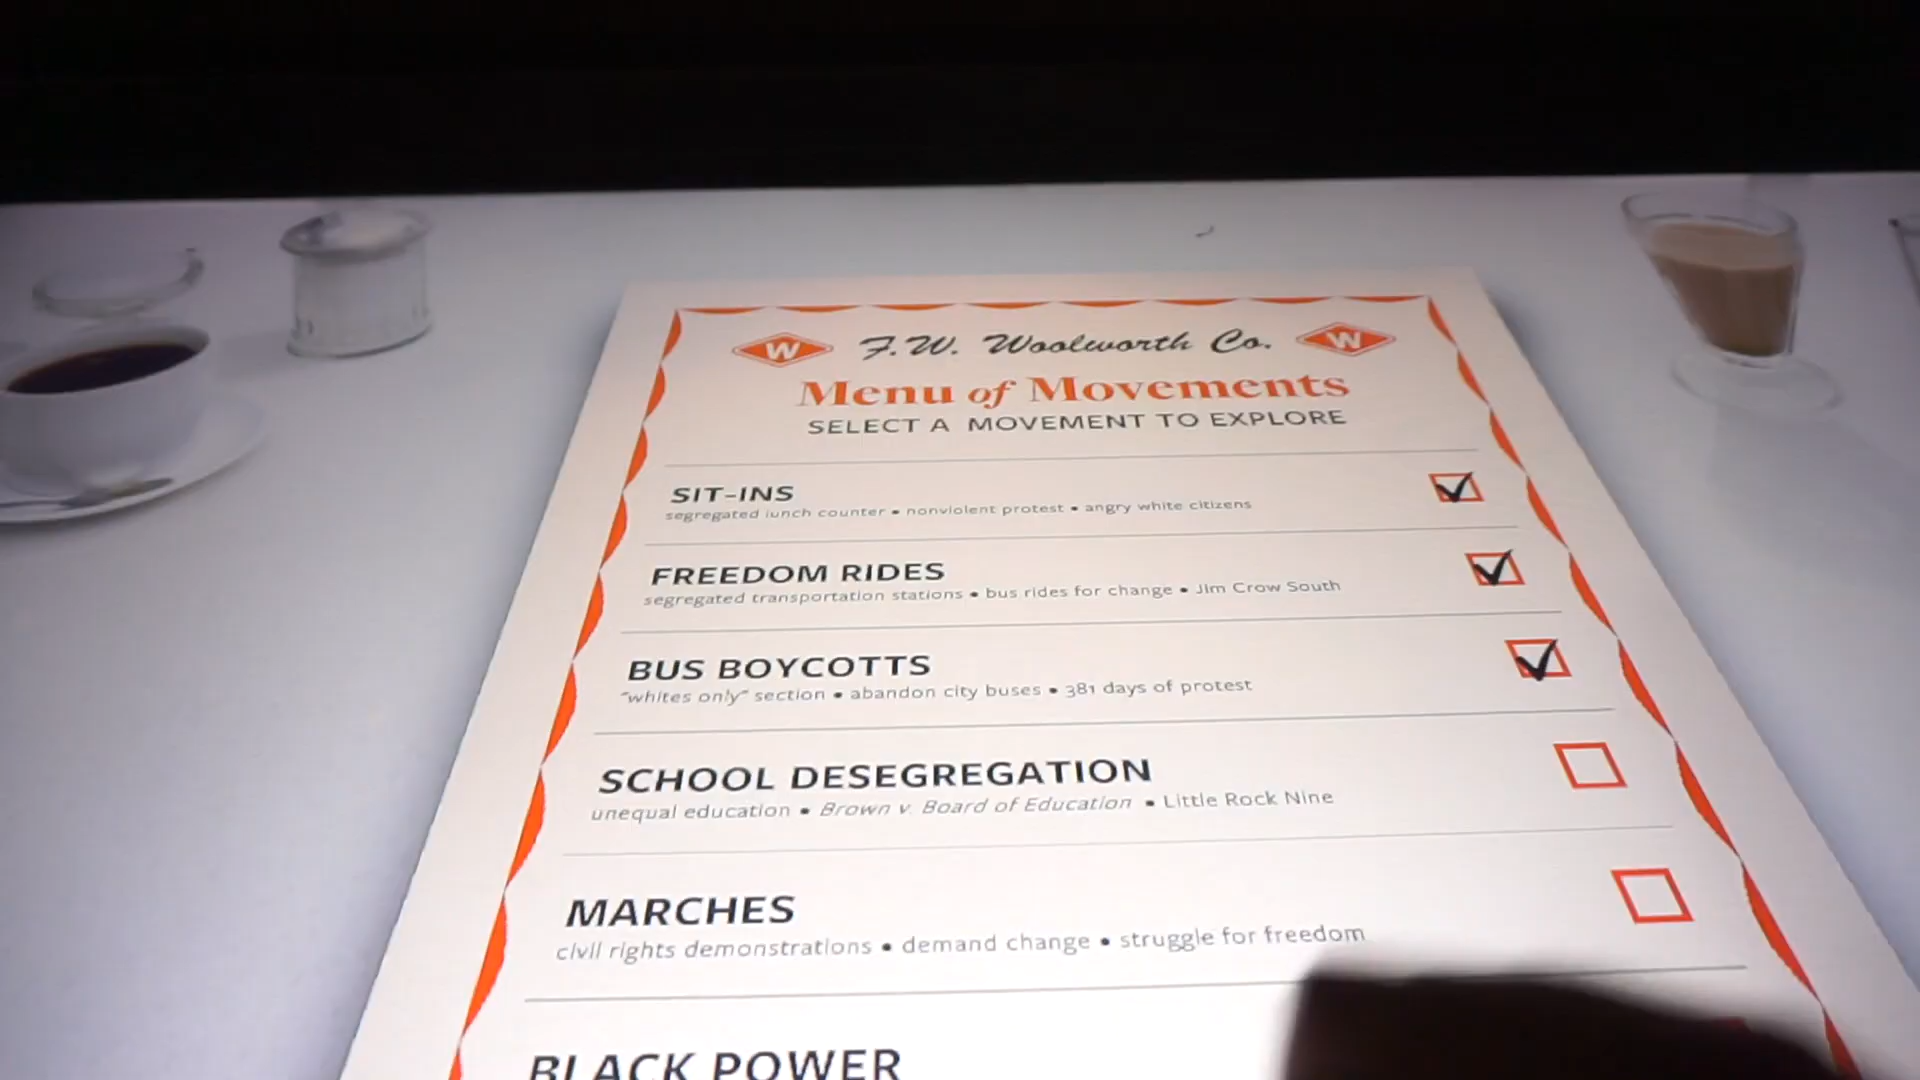 W F.W. Woolworth Co. W
Menu of Movements
SELECT A MOVEMENT TO EXPLORE
SIT-INS
segregated lunch counter • nonviolent protest • angry white citizens
FREEDOM RIDES
segregated transportation stations • bus rides for change • Jim Crow South
BUS BOYCOTTS
"whites only" section • abandon city buses • 381 days of protest
SCHOOL DESEGREGATION
unequal education • Brown v. Board of Education • Little Rock Nine
MARCHES
civil rights demonstrations • demand change • struggle for freedom
BLACK POWER